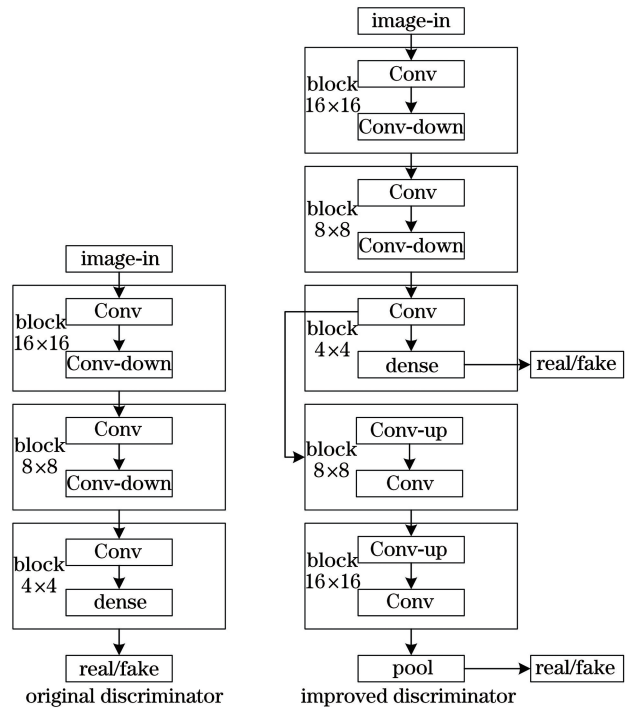 image-in
block
16×16
Conv
Conv-down
block
8×8
Conv
Conv-down
block
4×4
Conv
dense
real/fake
original discriminator
image-in
block
16×16
Conv
Conv-down
block
8×8
Conv
Conv-down
block
4×4
Conv
dense
real/fake
block
8×8
Conv-up
Conv
block
16×16
Conv-up
Conv
pool
real/fake
improved discriminator